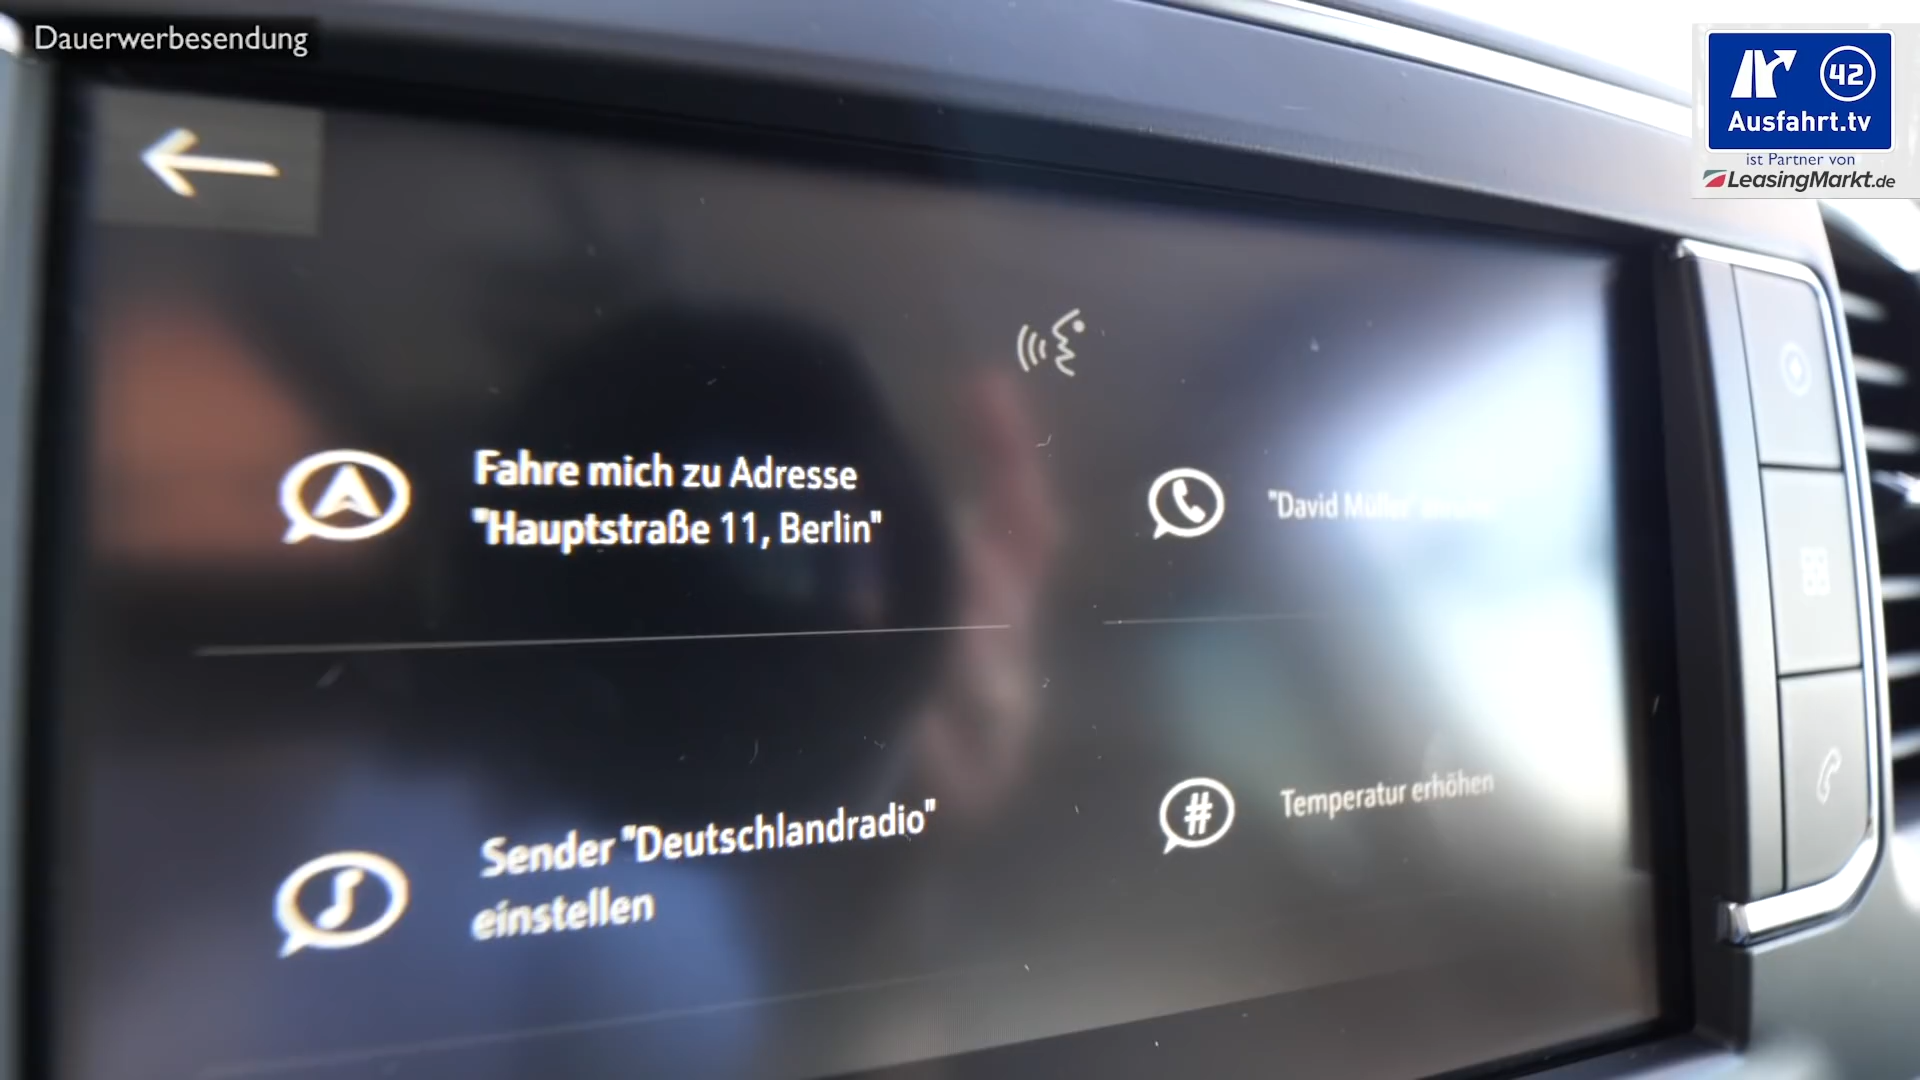 Dauerwerbesendung
42
Ausfahrt.tv
ist Partner von
LeasingMarkt.de
Fahre mich zu Adresse
"Hauptstraße 11, Berlin"
"David Müller"
Sender "Deutschlandradio"
einstellen
#
Temperatur erhöhen